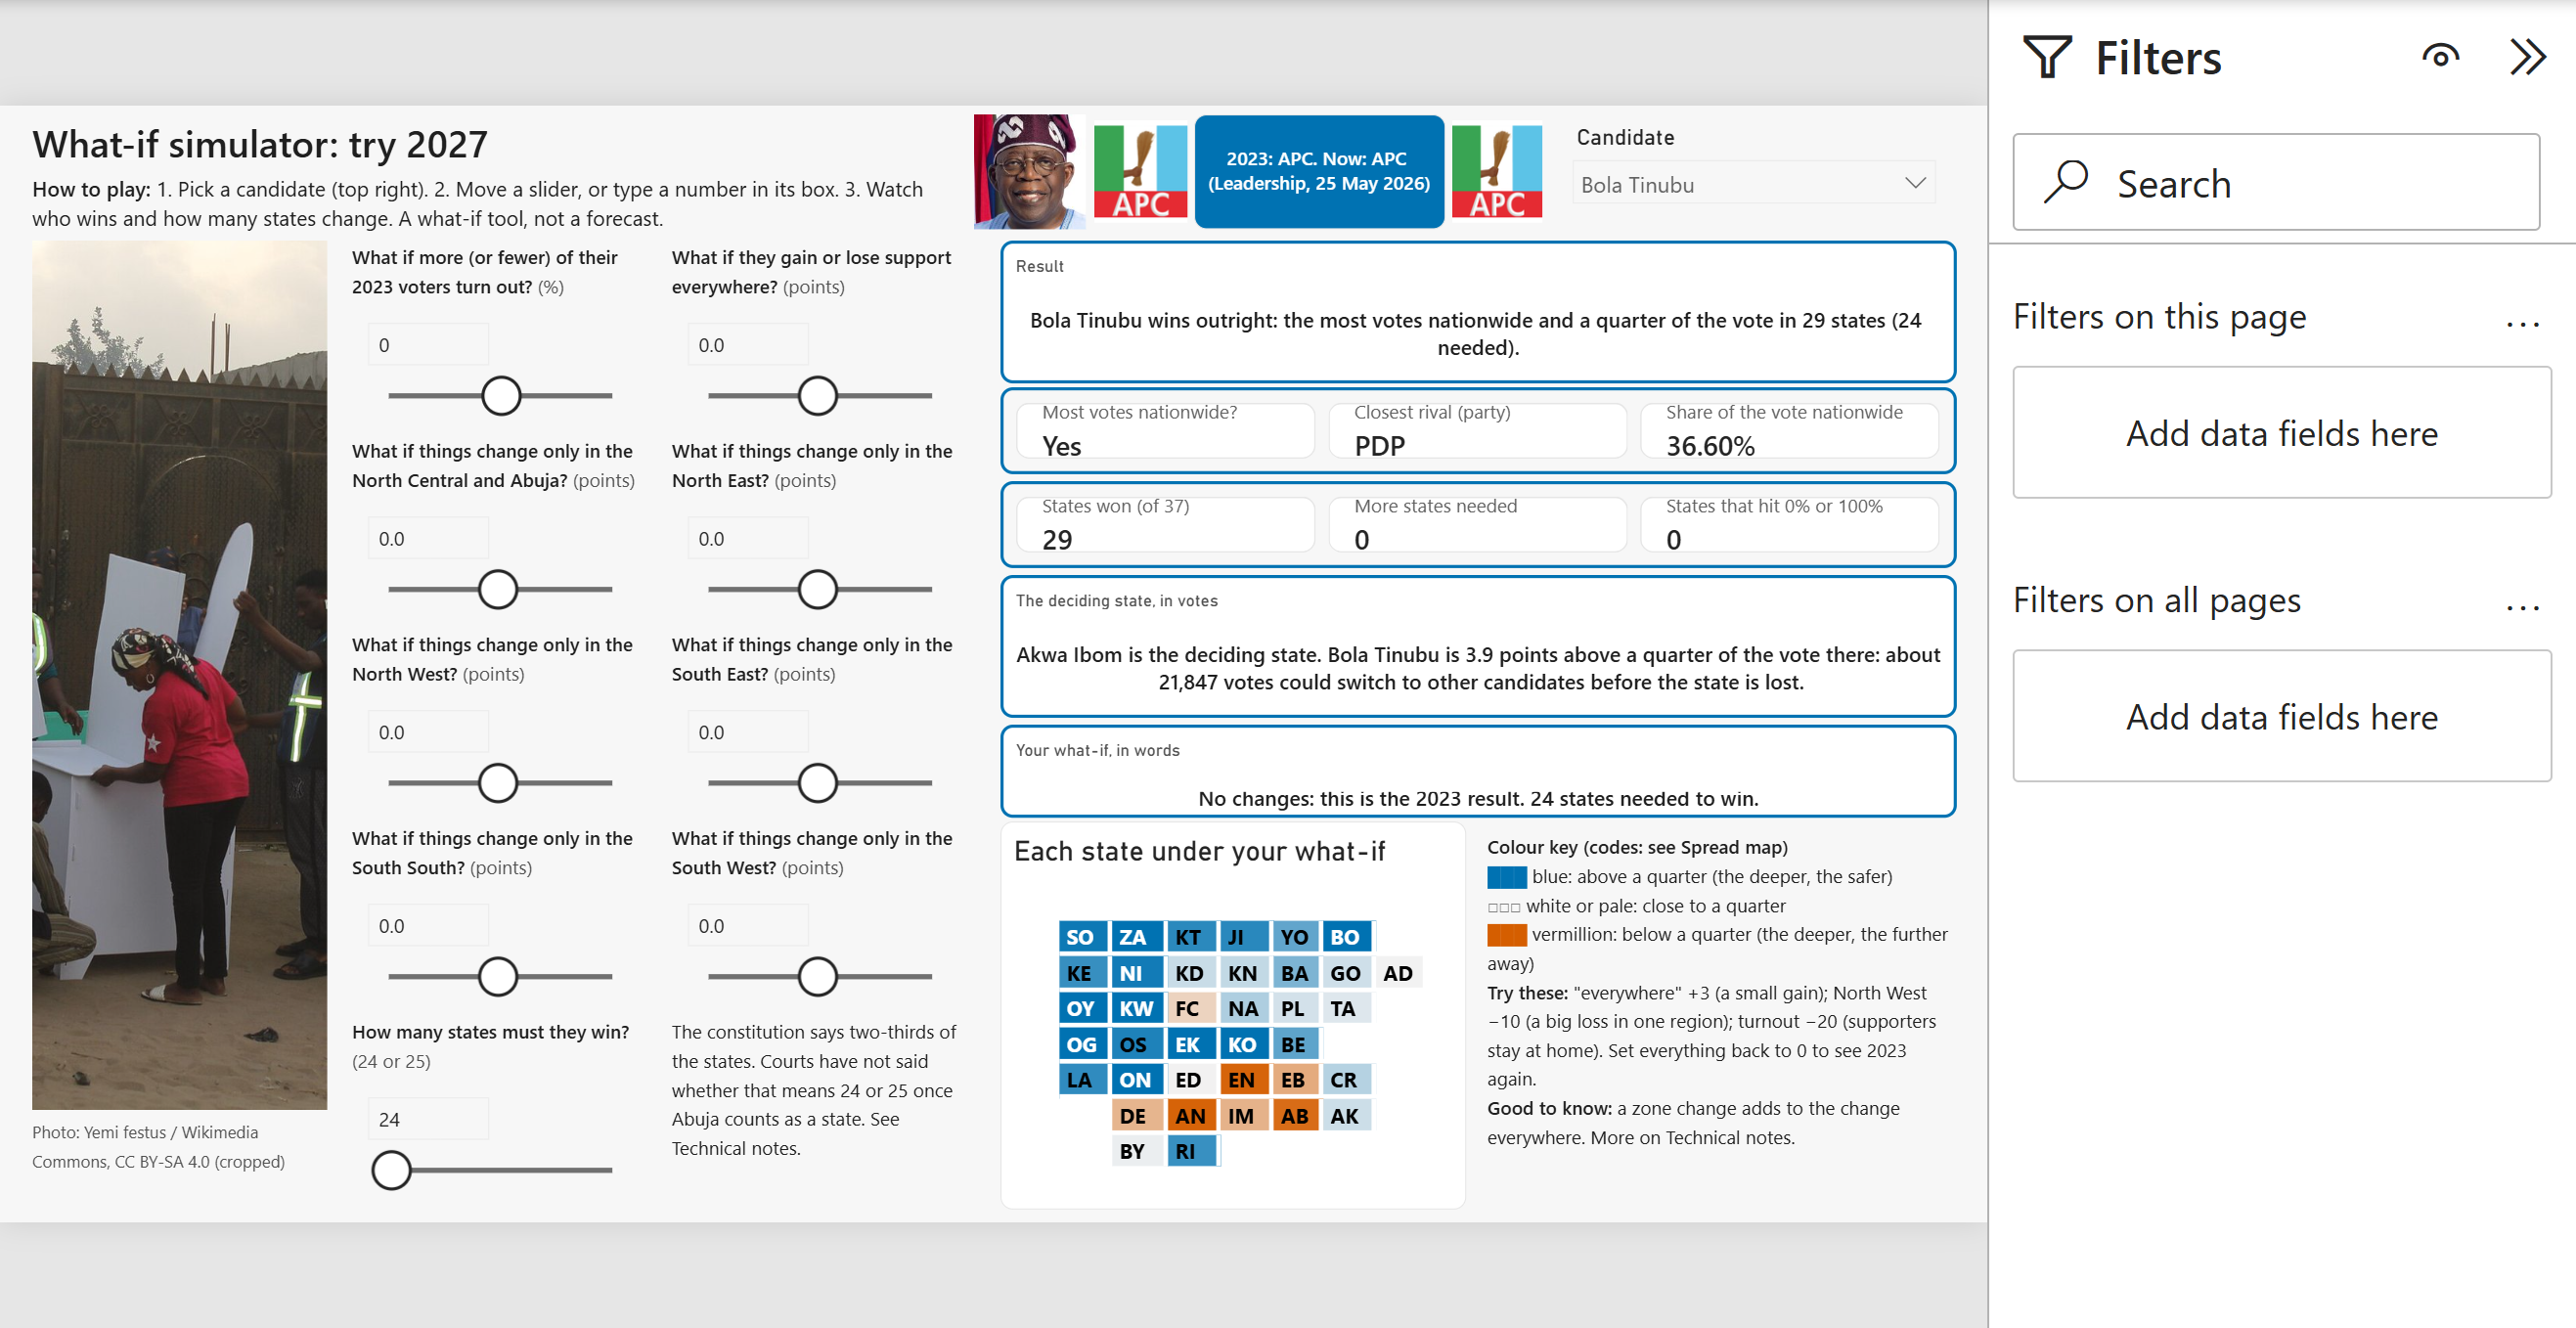 What-if simulator: try 2027
How to play: 1. Pick a candidate (top right). 2. Move a slider, or type a number in its box. 3. Watch
who wins and how many states change. A what-if tool, not a forecast.
APC
2023: APC. Now: APC
(Leadership, 25 May 2026)
APC
Candidate
Bola Tinubu
What if more (or fewer) of their
2023 voters turn out? (%)
0
What if they gain or lose support
everywhere? (points)
0.0
What if things change only in the
North Central and Abuja? (points)
0.0
What if things change only in the
North East? (points)
0.0
What if things change only in the
North West? (points)
0.0
What if things change only in the
South East? (points)
0.0
What if things change only in the
South South? (points)
0.0
What if things change only in the
South West? (points)
0.0
How many states must they win?
(24 or 25)
24
The constitution says two-thirds of
the states. Courts have not said
whether that means 24 or 25 once
Abuja counts as a state. See
Technical notes.
Photo: Yemi festus / Wikimedia
Commons, CC BY-SA 4.0 (cropped)
Result
Bola Tinubu wins outright: the most votes nationwide and a quarter of the vote in 29 states (24
needed).
Most votes nationwide?
Yes
Closest rival (party)
PDP
Share of the vote nationwide
36.60%
States won (of 37)
29
More states needed
0
States that hit 0% or 100%
0
The deciding state, in votes
Akwa Ibom is the deciding state. Bola Tinubu is 3.9 points above a quarter of the vote there: about
21,847 votes could switch to other candidates before the state is lost.
Your what-if, in words
No changes: this is the 2023 result. 24 states needed to win.
Each state under your what-if
SO ZA KT JI YO BO
KE NI KD KN BA GO AD
OY KW FC NA PL TA
OG OS EK KO BE
LA ON ED EN EB CR
DE AN IM AB AK
BY RI
Colour key (codes: see Spread map)
blue: above a quarter (the deeper, the safer)
white or pale: close to a quarter
vermillion: below a quarter (the deeper, the further
away)
Try these: "everywhere" +3 (a small gain); North West
−10 (a big loss in one region); turnout −20 (supporters
stay at home). Set everything back to 0 to see 2023
again.
Good to know: a zone change adds to the change
everywhere. More on Technical notes.
Filters
Search
Filters on this page
...
Add data fields here
Filters on all pages
...
Add data fields here